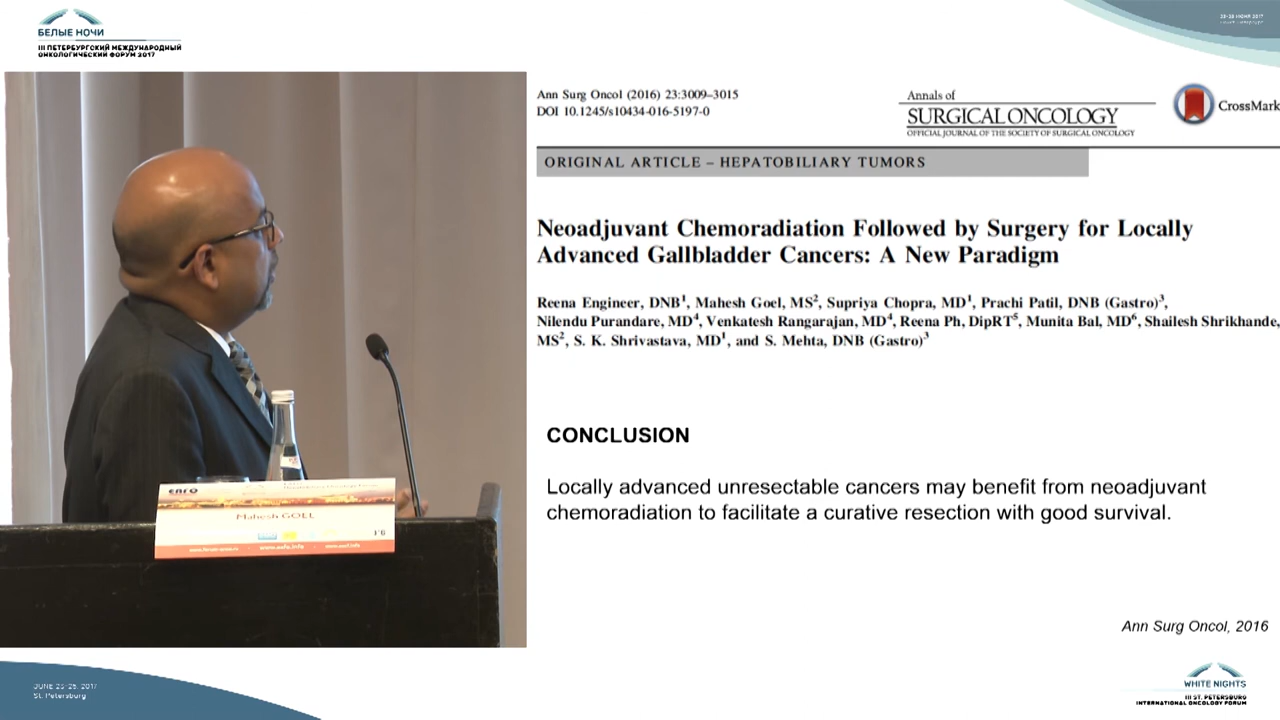 БЕЛЫЕ НОЧИ
III ПЕТЕРБУРГСКИЙ МЕЖДУНАРОДНЫЙ
ОНКОЛОГИЧЕСКИЙ ФОРУМ 2017
Ann Surg Oncol (2016) 23:3009–3015
DOI 10.1245/s10434-016-5197-0
Annals of
SURGICAL ONCOLOGY
OFFICIAL JOURNAL OF THE SOCIETY OF SURGICAL ONCOLOGY
CrossMark
ORIGINAL ARTICLE – HEPATOBILIARY TUMORS
Neoadjuvant Chemoradiation Followed by Surgery for Locally
Advanced Gallbladder Cancers: A New Paradigm
Reena Engineer, DNB1, Mahesh Goel, MS2, Supriya Chopra, MD1, Prachi Patil, DNB (Gastro)3,
Nilendu Purandare, MD4, Venkatesh Rangarajan, MD4, Reena Ph, DipRT5, Munita Bal, MD6, Shailesh Shrikhande,
MS2, S. K. Shrivastava, MD1, and S. Mehta, DNB (Gastro)3
CONCLUSION
Locally advanced unresectable cancers may benefit from neoadjuvant
chemoradiation to facilitate a curative resection with good survival.
Ann Surg Oncol, 2016
Mahesh GOEL
St. Petersburg
WHITE NIGHTS
III ST. PETERSBURG
INTERNATIONAL ONCOLOGY FORUM